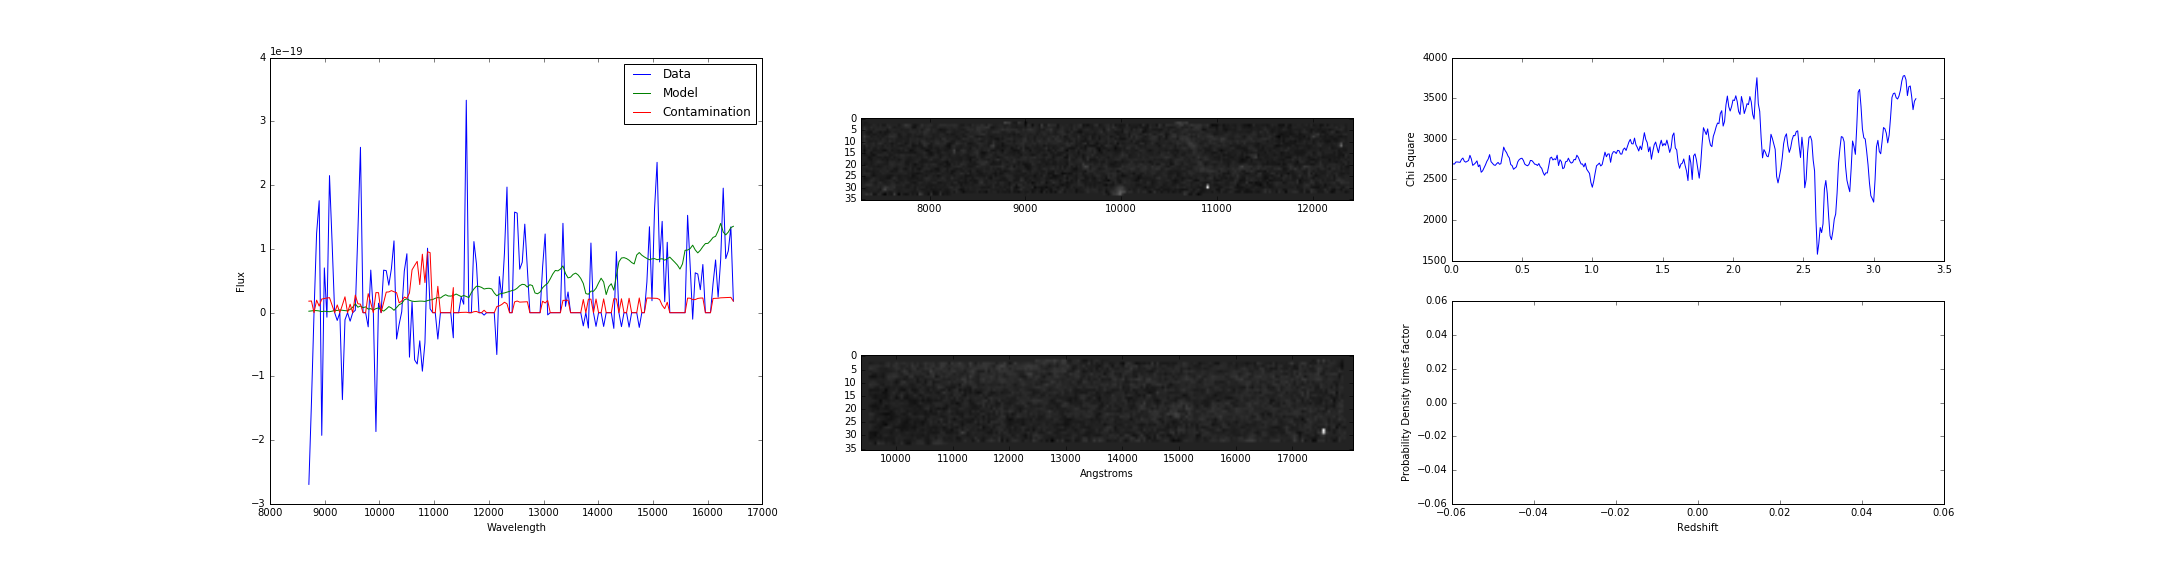 1e−19
4
3
2
1
0
−1
−2
−3
8000 9000 10000 11000 12000 13000 14000 15000 16000 17000
Wavelength
Flux
Data
Model
Contamination
0
5
10
15
20
25
30
35
8000 9000 10000 11000 12000
0
5
10
15
20
25
30
35
10000 11000 12000 13000 14000 15000 16000 17000
Angstroms
4000
3500
3000
2500
2000
1500
0.0 0.5 1.0 1.5 2.0 2.5 3.0 3.5
Chi Square
0.06
0.04
0.02
0.00
−0.02
−0.04
−0.06
−0.06 −0.04 −0.02 0.00 0.02 0.04 0.06
Redshift
Probability Density times factor